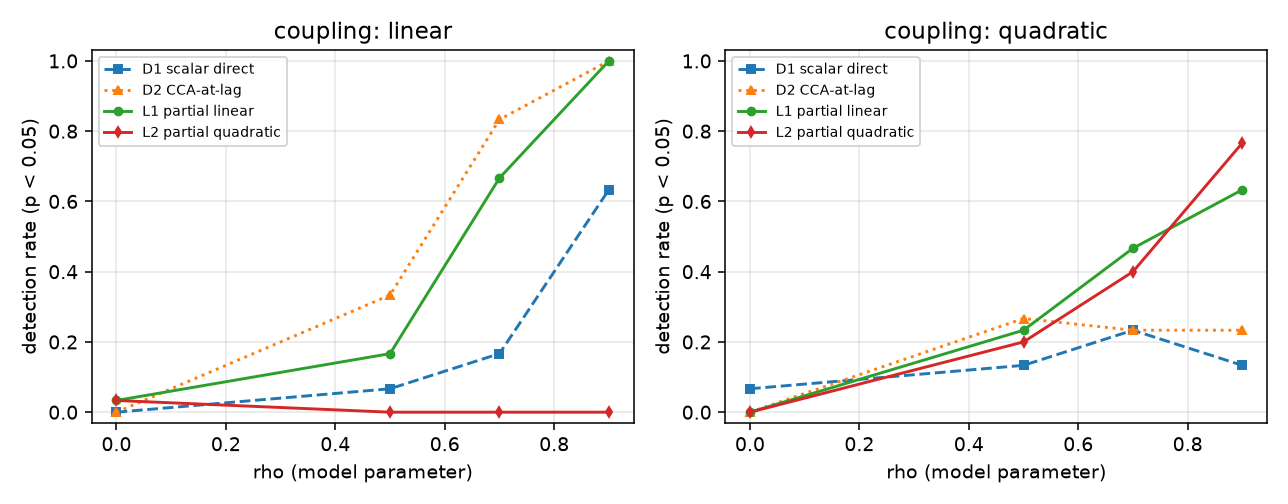 coupling: linear
detection rate (p < 0.05)
1.0
0.8
0.6
0.4
0.2
0.0
D1 scalar direct
D2 CCA-at-lag
L1 partial linear
L2 partial quadratic
0.0 0.2 0.4 0.6 0.8
rho (model parameter)
coupling: quadratic
detection rate (p < 0.05)
1.0
0.8
0.6
0.4
0.2
0.0
D1 scalar direct
D2 CCA-at-lag
L1 partial linear
L2 partial quadratic
0.0 0.2 0.4 0.6 0.8
rho (model parameter)